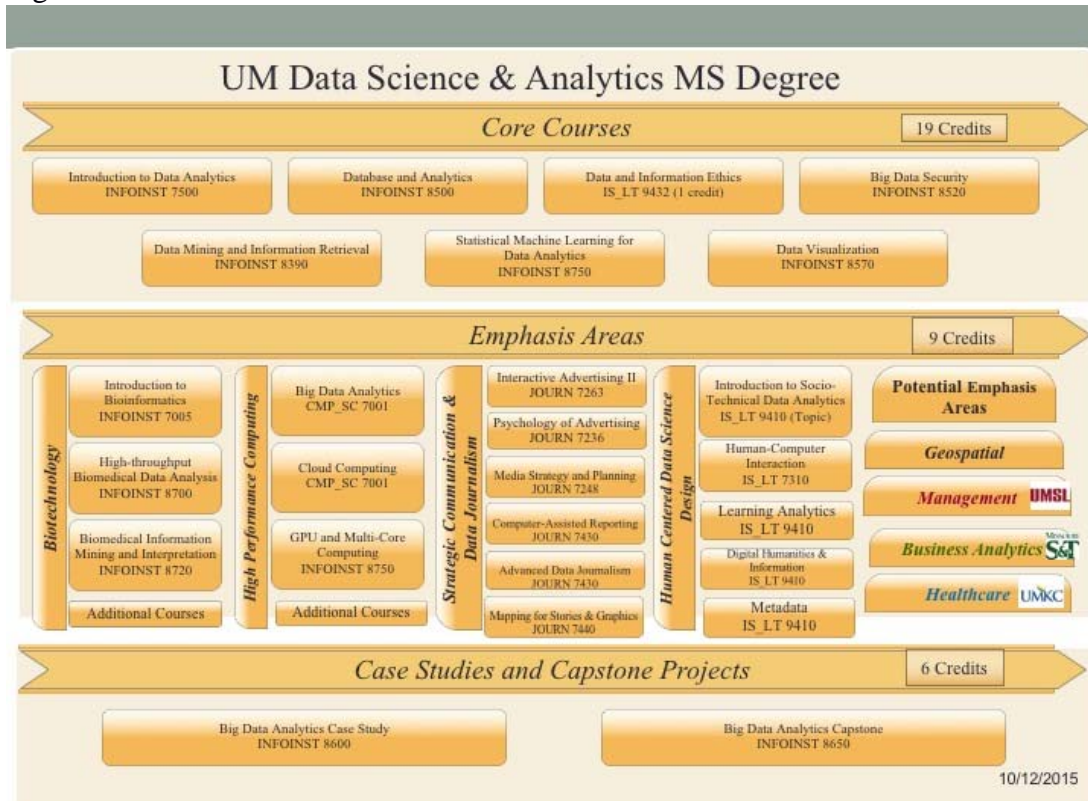 UM Data Science & Analytics MS Degree
Core Courses
19 Credits
Introduction to Data Analytics
INFOINST 7500
Database and Analytics
INFOINST 8500
Data and Information Ethics
IS_LT 9432 (1 credit)
Big Data Security
INFOINST 8520
Data Mining and Information Retrieval
INFOINST 8390
Statistical Machine Learning for
Data Analytics
INFOINST 8750
Data Visualization
INFOINST 8570
Emphasis Areas
9 Credits
Biotechnology
Introduction to
Bioinformatics
INFOINST 7005
High-throughput
Biomedical Data Analysis
INFOINST 8700
Biomedical Information
Mining and Interpretation
INFOINST 8720
Additional Courses
High Performance Computing
Big Data Analytics
CMP_SC 7001
Cloud Computing
CMP_SC 7001
GPU and Multi-Core
Computing
INFOINST 8750
Additional Courses
Strategic Communication &
Data Journalism
Interactive Advertising II
JOURN 7263
Psychology of Advertising
JOURN 7236
Media Strategy and Planning
JOURN 7248
Computer-Assisted Reporting
JOURN 7430
Advanced Data Journalism
JOURN 7430
Mapping for Stories & Graphics
JOURN 7440
Human Centered Data Science
Design
Introduction to Socio-
Technical Data Analytics
IS_LT 9410 (Topic)
Human-Computer
Interaction
IS_LT 7310
Learning Analytics
IS_LT 9410
Digital Humanities &
Information
IS_LT 9410
Metadata
IS_LT 9410
Potential Emphasis
Areas
Geospatial
Management UMSL
Business Analytics MISSOURI S&T
Healthcare UMKC
Case Studies and Capstone Projects
6 Credits
Big Data Analytics Case Study
INFOINST 8600
Big Data Analytics Capstone
INFOINST 8650
10/12/2015